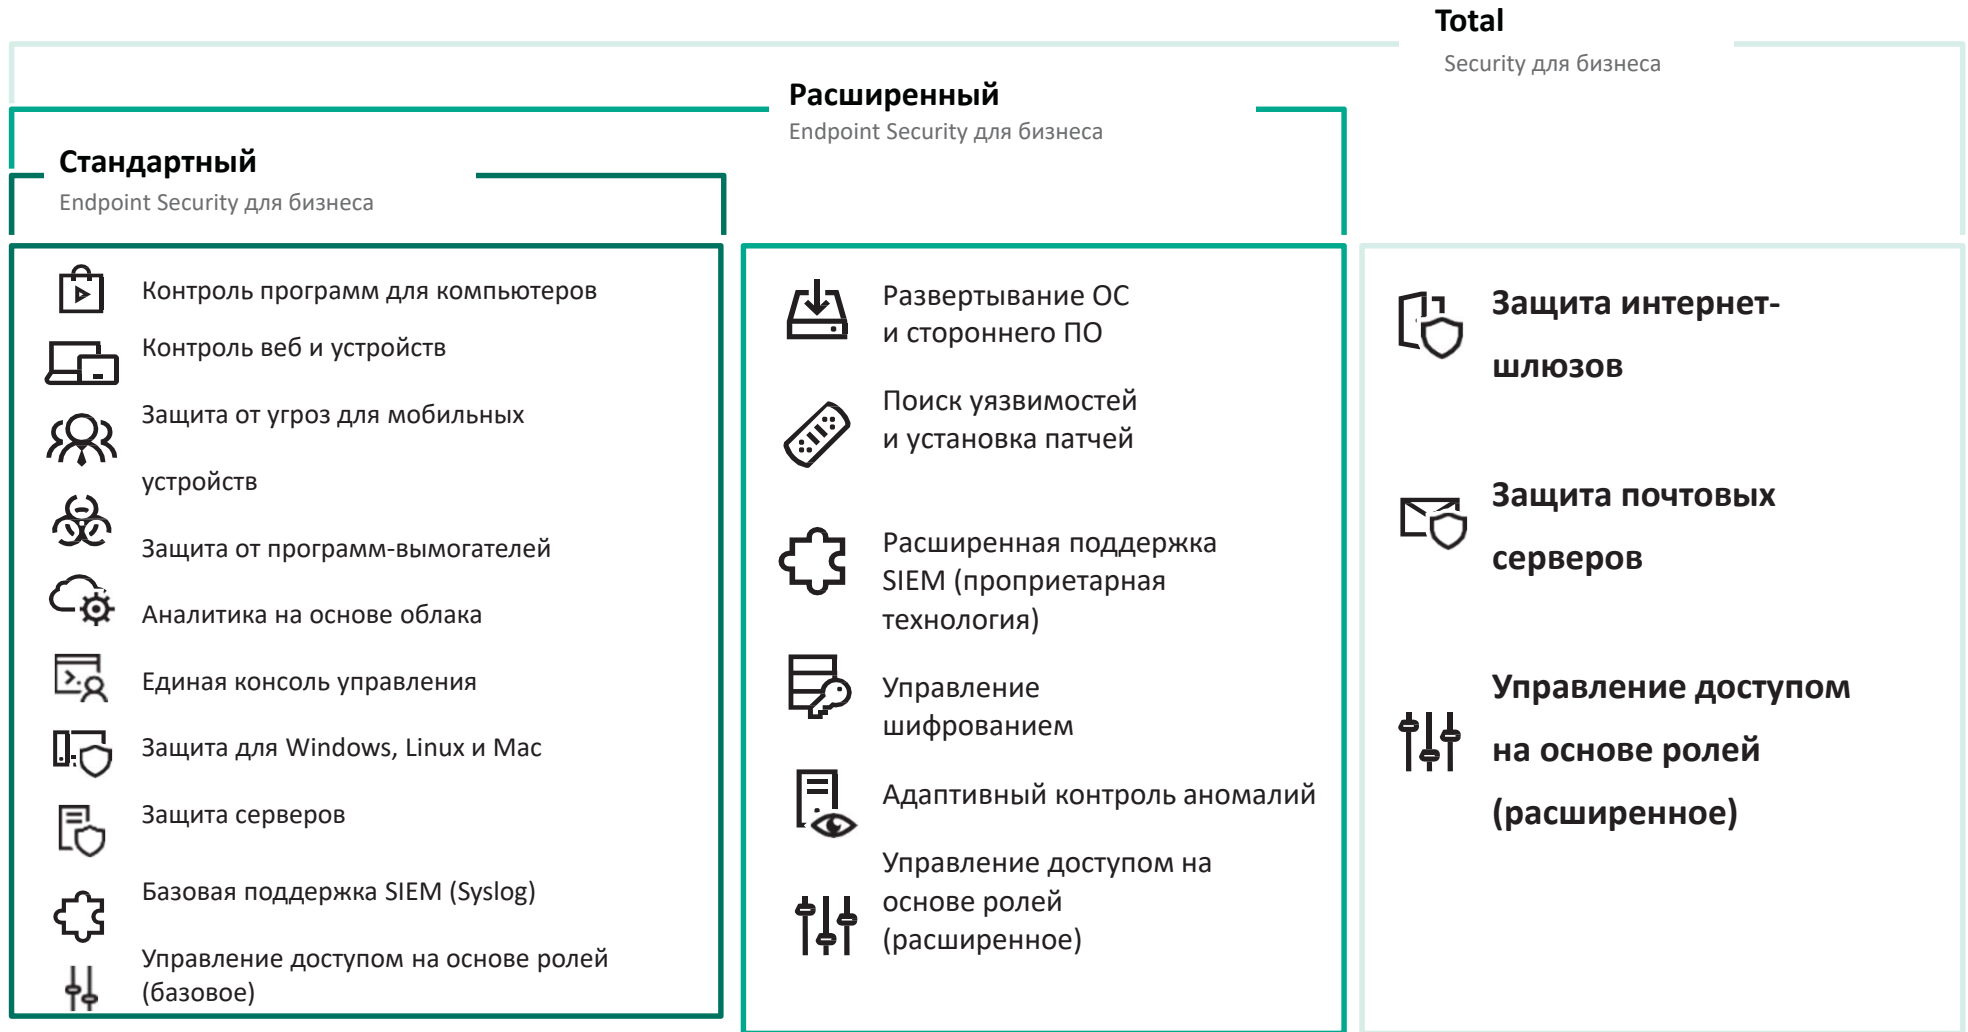 Total
Security для бизнеса
Расширенный
Endpoint Security для бизнеса
Стандартный
Endpoint Security для бизнеса
Контроль программ для компьютеров
Контроль веб и устройств
Защита от угроз для мобильных
устройств
Защита от программ-вымогателей
Аналитика на основе облака
Единая консоль управления
Защита для Windows, Linux и Mac
Защита серверов
Базовая поддержка SIEM (Syslog)
Управление доступом на основе ролей
(базовое)
Развертывание ОС
и стороннего ПО
Поиск уязвимостей
и установка патчей
Расширенная поддержка
SIEM (проприетарная
технология)
Управление
шифрованием
Адаптивный контроль аномалий
Управление доступом на
основе ролей
(расширенное)
Защита интернет-
шлюзов
Защита почтовых
серверов
Управление доступом
на основе ролей
(расширенное)